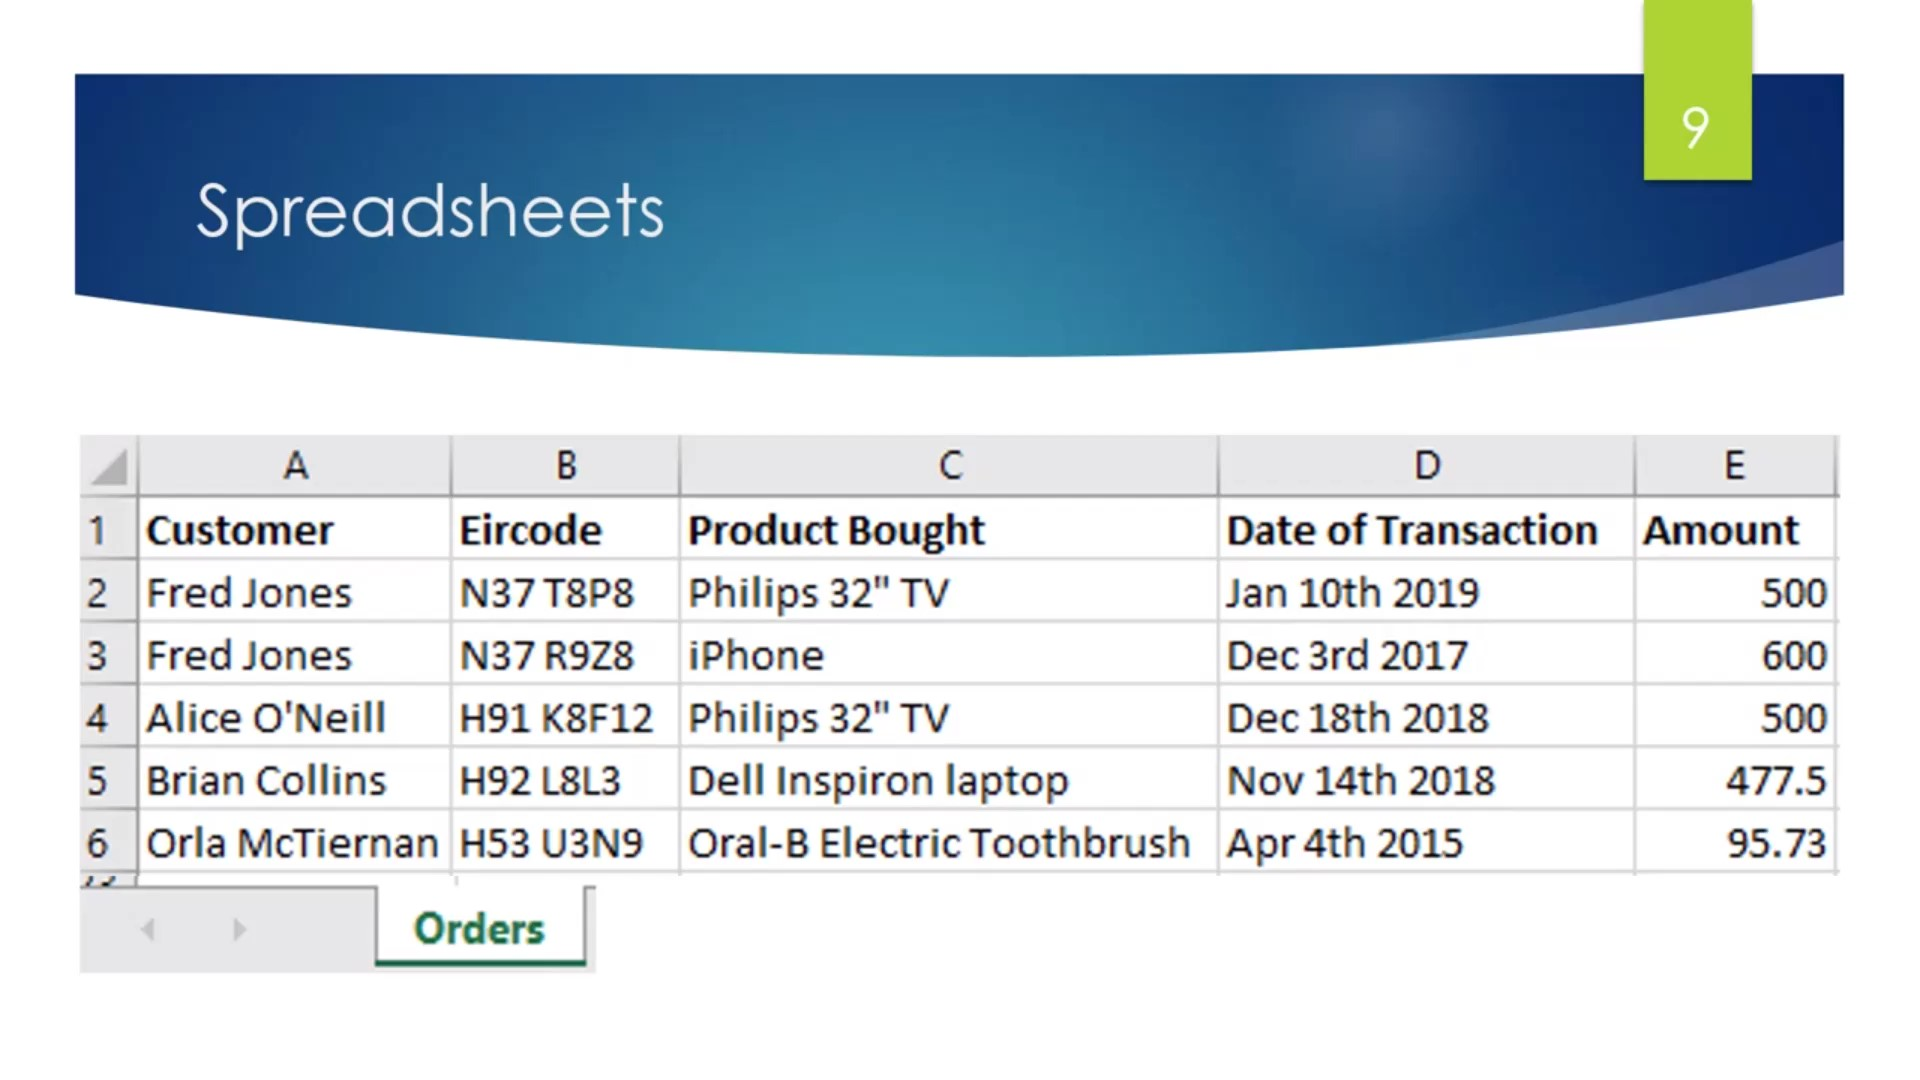 9
Spreadsheets
A B C D E
1 Customer Eircode Product Bought Date of Transaction Amount
2 Fred Jones N37 T8P8 Philips 32" TV Jan 10th 2019 500
3 Fred Jones N37 R9Z8 iPhone Dec 3rd 2017 600
4 Alice O'Neill H91 K8F12 Philips 32" TV Dec 18th 2018 500
5 Brian Collins H92 L8L3 Dell Inspiron laptop Nov 14th 2018 477.5
6 Orla McTiernan H53 U3N9 Oral-B Electric Toothbrush Apr 4th 2015 95.73
Orders